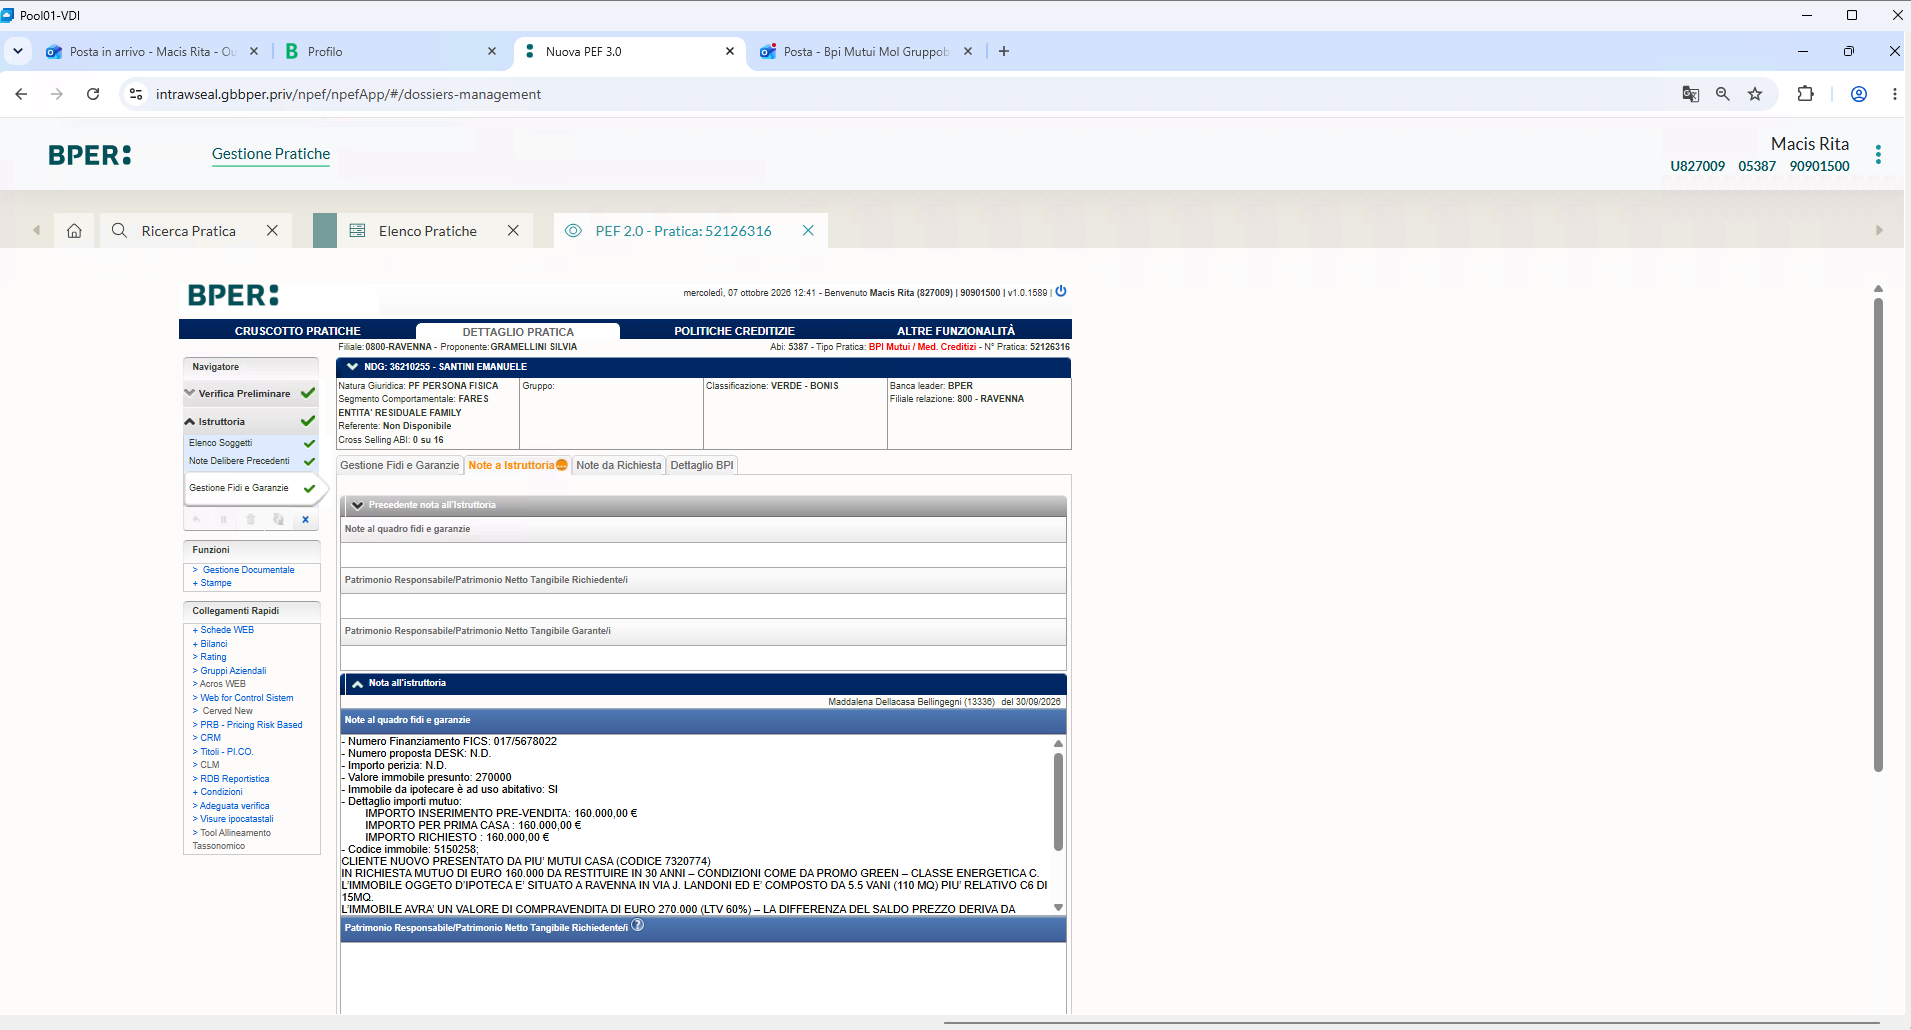 Pool01-VDI
Posta in arrivo - Macis Rita - Ou
Profilo
Nuova PEF 3.0
Posta - Bpi Mutui Mol Gruppob
intrawseal.gbbper.priv/npef/npefApp/#/dossiers-management
BPER:
Gestione Pratiche
Macis Rita
U827009 05387 90901500
Ricerca Pratica
Elenco Pratiche
PEF 2.0 - Pratica: 52126316
BPER:
mercoledì, 07 ottobre 2026 12:41 - Benvenuto Macis Rita (827009) | 90901500 | v1.0.1589 |
CRUSCOTTO PRATICHE
DETTAGLIO PRATICA
POLITICHE CREDITIZIE
ALTRE FUNZIONALITÀ
Filiale: 0800-RAVENNA - Proponente: GRAMELLINI SILVIA
Abi: 5387 - Tipo Pratica: BPI Mutui / Med. Creditizi - N° Pratica: 52126316
Navigatore
Verifica Preliminare
Istruttoria
Elenco Soggetti
Note Delibere Precedenti
Gestione Fidi e Garanzie
Funzioni
> Gestione Documentale
+ Stampe
Collegamenti Rapidi
+ Schede WEB
+ Bilanci
> Rating
> Gruppi Aziendali
> Acros WEB
> Web for Control Sistem
> Cerved New
> PRB - Pricing Risk Based
> CRM
> Titoli - PI.CO.
> CLM
> RDB Reportistica
+ Condizioni
> Adeguata verifica
> Visure ipocatastali
> Tool Allineamento
Tassonomico
NDG: 36210255 - SANTINI EMANUELE
Natura Giuridica: PF PERSONA FISICA
Segmento Comportamentale: FARES
ENTITA' RESIDUALE FAMILY
Referente: Non Disponibile
Cross Selling ABI: 0 su 16
Gruppo:
Classificazione: VERDE - BONIS
Banca leader: BPER
Filiale relazione: 800 - RAVENNA
Gestione Fidi e Garanzie
Note a Istruttoria
Note da Richiesta
Dettaglio BPI
Precedente nota all'Istruttoria
Note al quadro fidi e garanzie
Patrimonio Responsabile/Patrimonio Netto Tangibile Richiedente/i
Patrimonio Responsabile/Patrimonio Netto Tangibile Garante/i
Nota all'istruttoria
Maddalena Dellacasa Bellingegni (13336) del 30/09/2026
Note al quadro fidi e garanzie
- Numero Finanziamento FICS: 017/5678022
- Numero proposta DESK: N.D.
- Importo perizia: N.D.
- Valore immobile presunto: 270000
- Immobile da ipotecare è ad uso abitativo: SI
- Dettaglio importi mutuo:
IMPORTO INSERIMENTO PRE-VENDITA: 160.000,00 €
IMPORTO PER PRIMA CASA : 160.000,00 €
IMPORTO RICHIESTO : 160.000,00 €
- Codice immobile: 5150258;
CLIENTE NUOVO PRESENTATO DA PIU' MUTUI CASA (CODICE 7320774)
IN RICHIESTA MUTUO DI EURO 160.000 DA RESTITUIRE IN 30 ANNI – CONDIZIONI COME DA PROMO GREEN – CLASSE ENERGETICA C.
L'IMMOBILE OGGETO D'IPOTECA E' SITUATO A RAVENNA IN VIA J. LANDONI ED E' COMPOSTO DA 5.5 VANI (110 MQ) PIU' RELATIVO C6 DI
15MQ.
L'IMMOBILE AVRA' UN VALORE DI COMPRAVENDITA DI EURO 270.000 (LTV 60%) – LA DIFFERENZA DEL SALDO PREZZO DERIVA DA
Patrimonio Responsabile/Patrimonio Netto Tangibile Richiedente/i